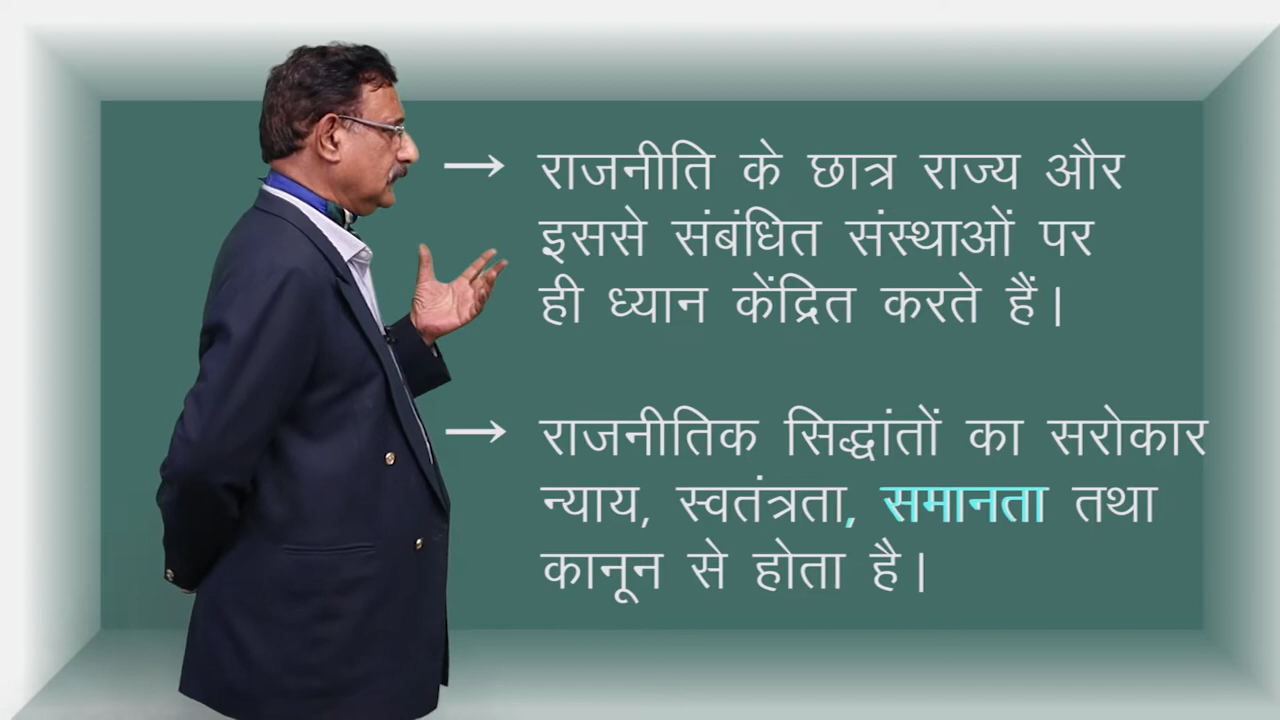 → राजनीति के छात्र राज्य और
इससे संबंधित संस्थाओं पर
ही ध्यान केंद्रित करते हैं।
→ राजनीतिक सिद्धांतों का सरोकार
न्याय, स्वतंत्रता, समानता तथा
कानून से होता है।